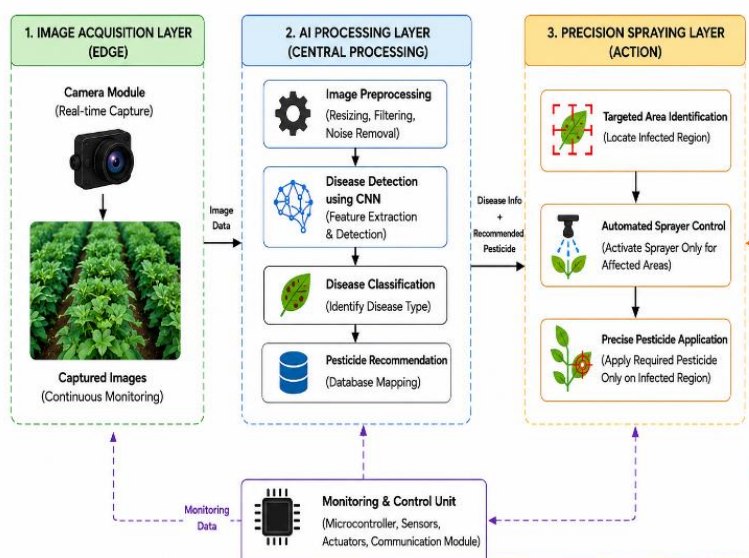 1. IMAGE ACQUISITION LAYER
(EDGE)
Camera Module
(Real-time Capture)
Captured Images
(Continuous Monitoring)
Image
Data
2. AI PROCESSING LAYER
(CENTRAL PROCESSING)
Image Preprocessing
(Resizing, Filtering,
Noise Removal)
Disease Detection
using CNN
(Feature Extraction
& Detection)
Disease Classification
(Identify Disease Type)
Pesticide Recommendation
(Database Mapping)
Disease Info
+
Recommended
Pesticide
3. PRECISION SPRAYING LAYER
(ACTION)
Targeted Area Identification
(Locate Infected Region)
Automated Sprayer Control
(Activate Sprayer Only for
Affected Areas)
Precise Pesticide Application
(Apply Required Pesticide
Only on Infected Region)
Monitoring
Data
Monitoring & Control Unit
(Microcontroller, Sensors,
Actuators, Communication Module)